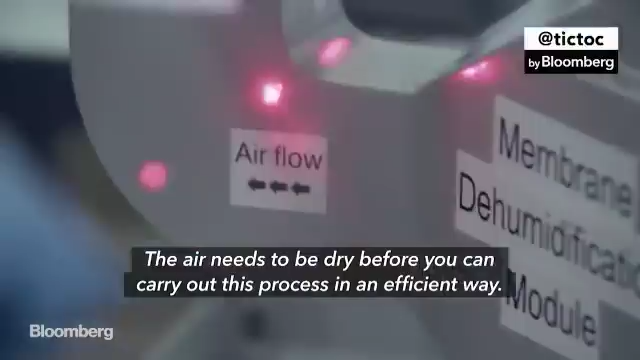 @tictoc
by Bloomberg
Air flow
Membrane
Dehumidificatio
Module
The air needs to be dry before you can
carry out this process in an efficient way.
Bloomberg